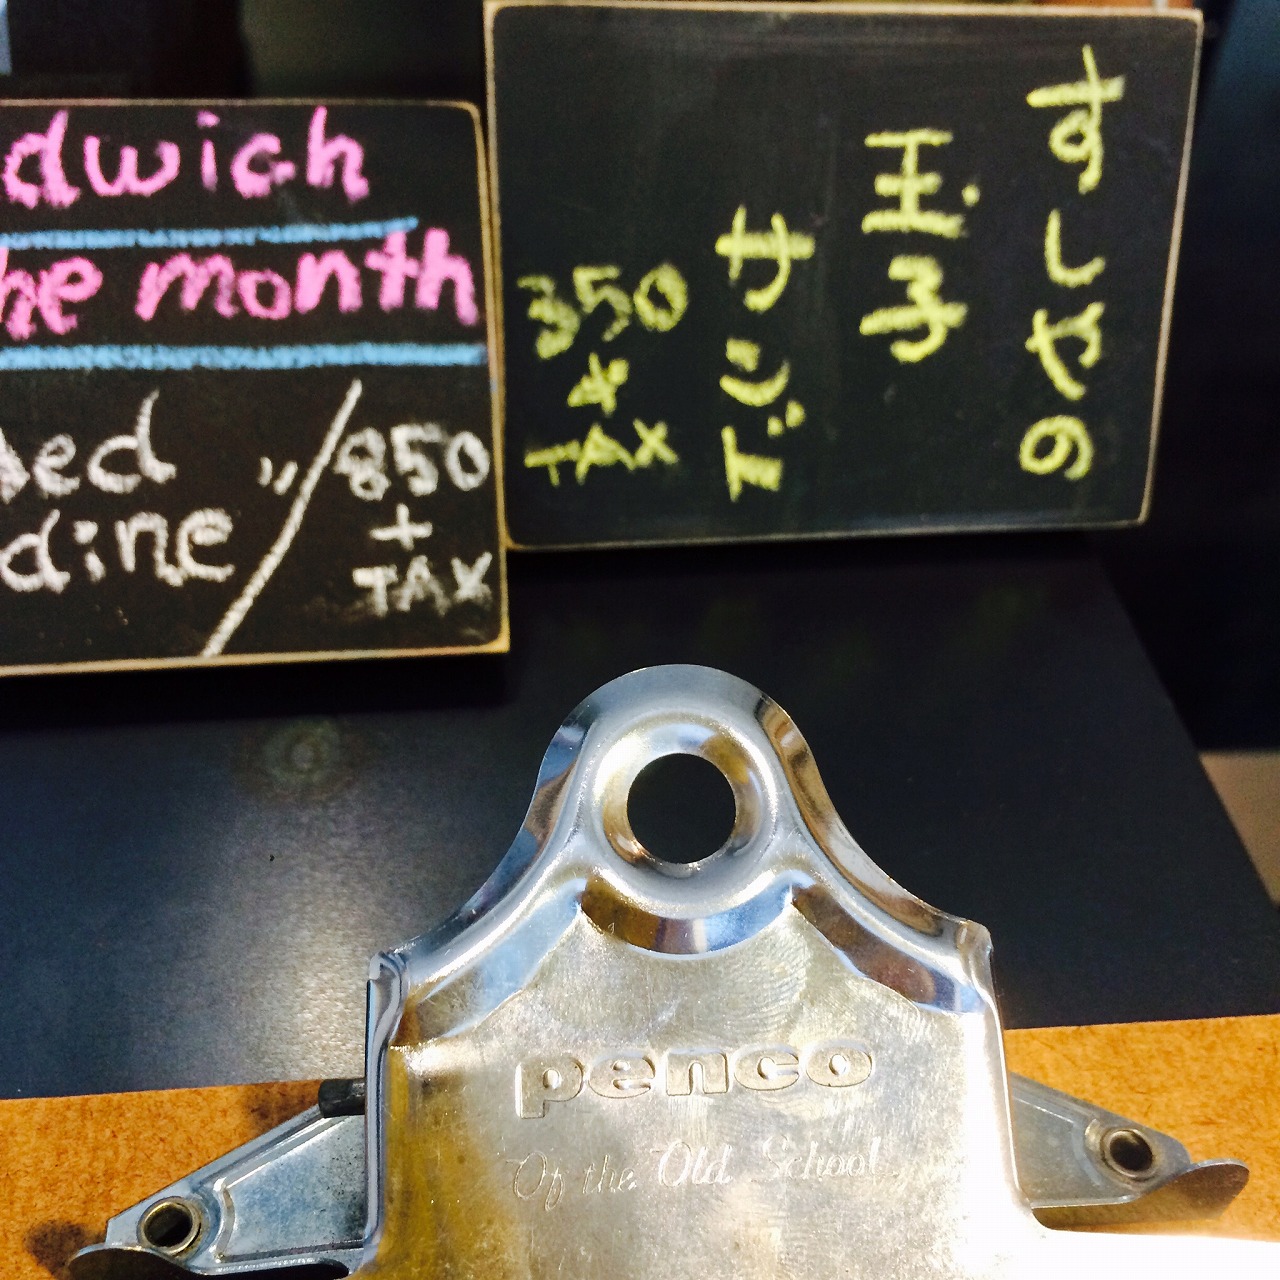 dwich
he month
ed
dine
850
+
TAX
すしやの
玉子
サンド
350
+
TAX
penco
Of the Old School